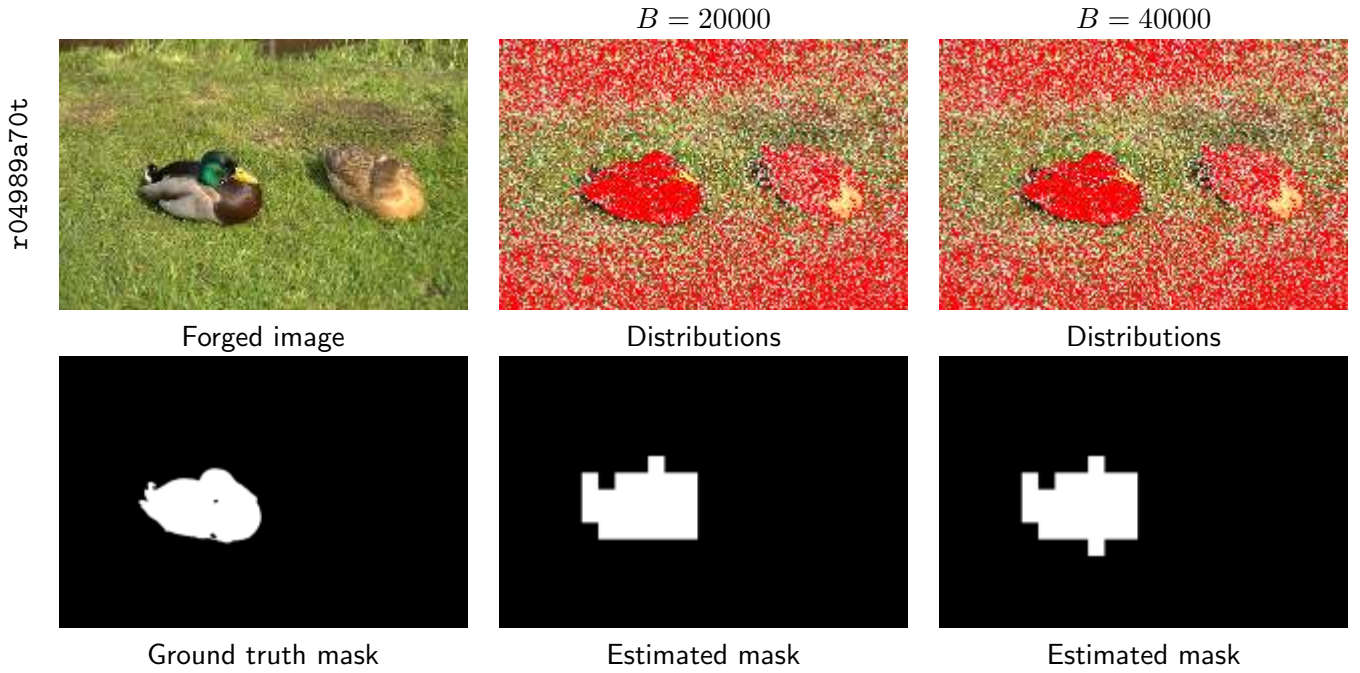 B = 20000
B = 40000
r04989a70t
Forged image
Distributions
Distributions
Ground truth mask
Estimated mask
Estimated mask